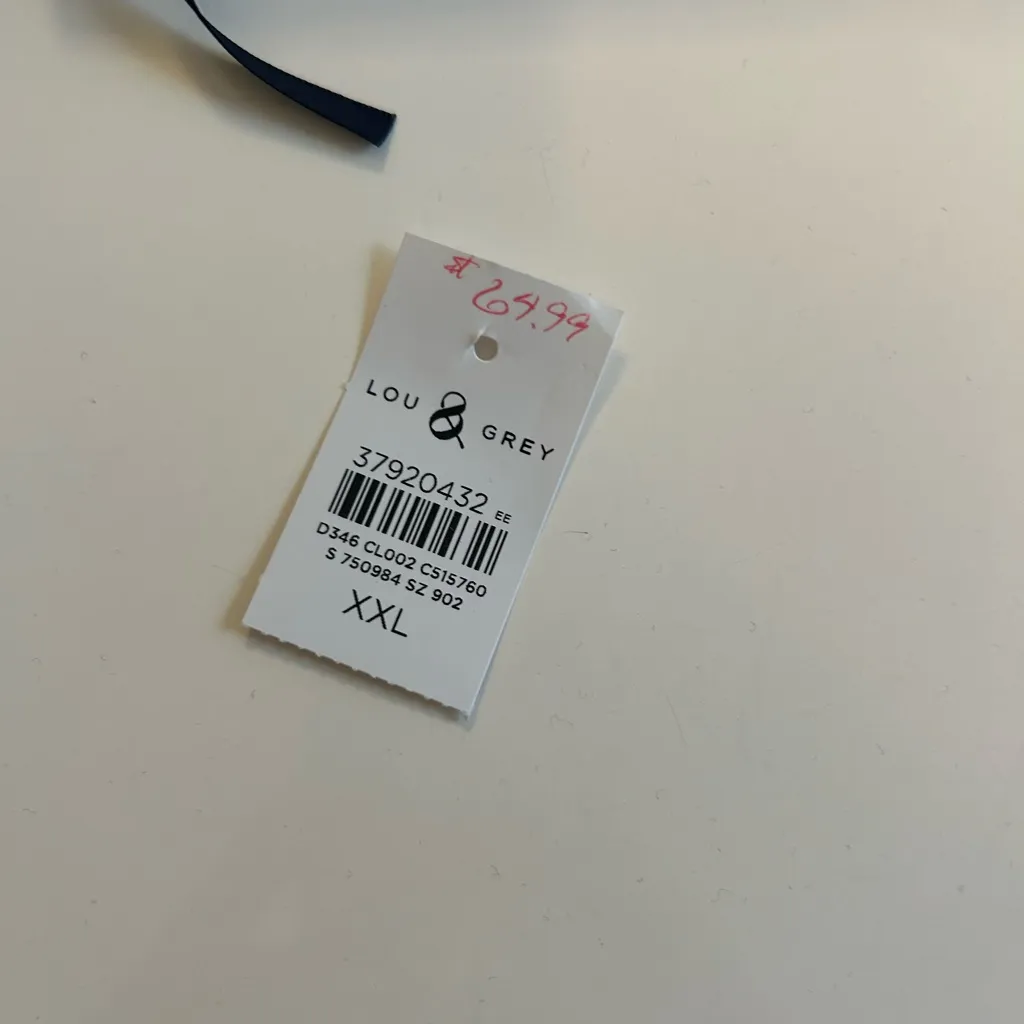 $ 64.99
LOU & GREY
37920432 EE
D346 CL002 C515760
S 750984 SZ 902
XXL